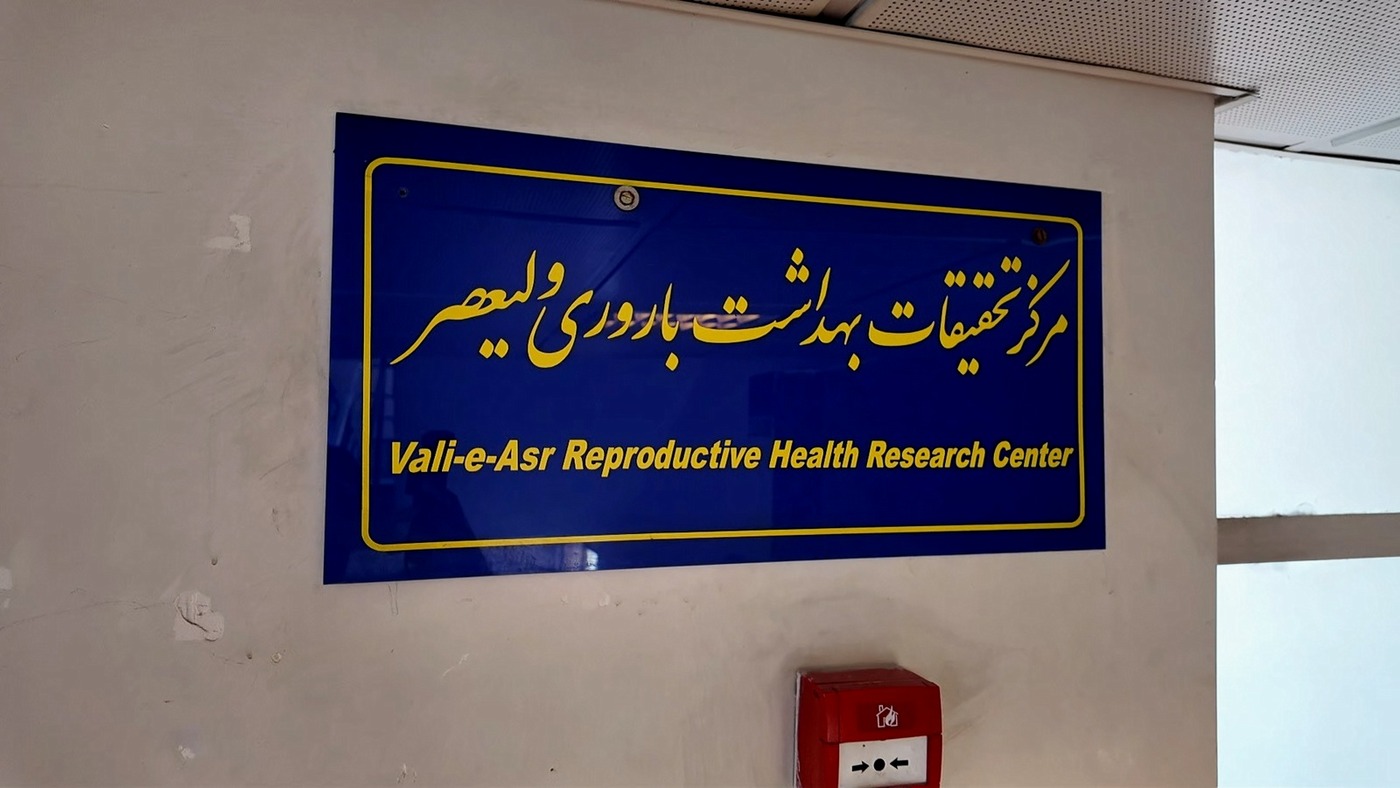 مرکز تحقیقات بهداشت باروری ولیعصر
Vali-e-Asr Reproductive Health Research Center